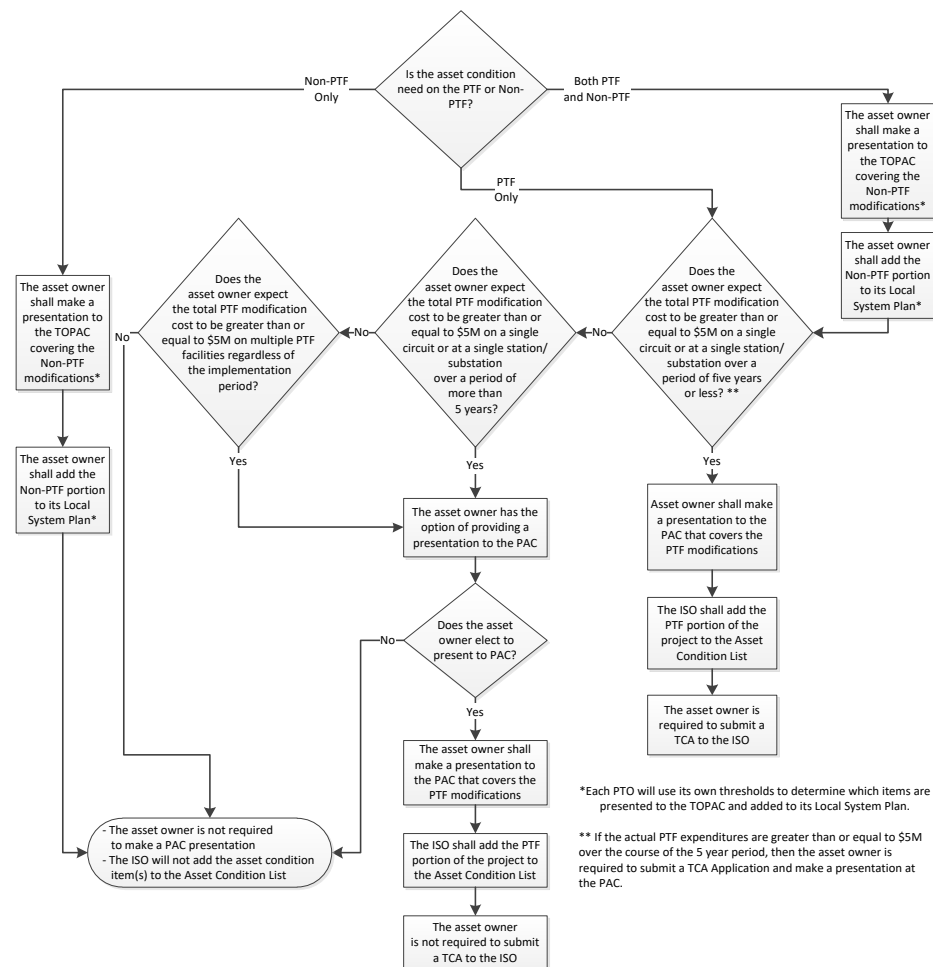 Is the asset condition
need on the PTF or Non-
PTF?
Non-PTF
Only
Both PTF
and Non-PTF
PTF
Only
The asset owner
shall make a
presentation to
the TOPAC
covering the
Non-PTF
modifications*
The asset owner
shall add the
Non-PTF portion
to its Local
System Plan*
The asset owner
shall make a
presentation to
the TOPAC
covering the
Non-PTF
modifications*
The asset owner
shall add the
Non-PTF portion
to its Local
System Plan*
No
Does the
asset owner expect
the total PTF modification
cost to be greater than or
equal to $5M on multiple PTF
facilities regardless of
the implementation
period?
No
Does the
asset owner expect
the total PTF modification
cost to be greater than or
equal to $5M on a single
circuit or at a single station/
substation
over a period of
more than
5 years?
No
Does the
asset owner expect
the total PTF modification
cost to be greater than or
equal to $5M on a single
circuit or at a single station/
substation over a
period of five years
or less? **
Yes
Yes
Yes
The asset owner has the
option of providing a
presentation to the PAC
Asset owner shall make
a presentation to the
PAC that covers the
PTF modifications
Does the asset
owner elect to
present to PAC?
No
Yes
The ISO shall add the
PTF portion of the
project to the Asset
Condition List
The asset owner is
required to submit a
TCA to the ISO
The asset owner shall
make a presentation to
the PAC that covers the
PTF modifications
The ISO shall add the PTF
portion of the project to
the Asset Condition List
The asset owner
is not required to submit
a TCA to the ISO
- The asset owner is not required
to make a PAC presentation
- The ISO will not add the asset condition
item(s) to the Asset Condition List
*Each PTO will use its own thresholds to determine which items are
presented to the TOPAC and added to its Local System Plan.
** If the actual PTF expenditures are greater than or equal to $5M
over the course of the 5 year period, then the asset owner is
required to submit a TCA Application and make a presentation at
the PAC.